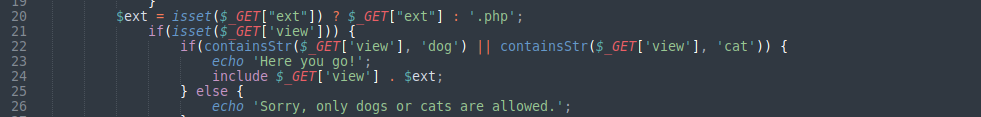 19 }
20 $ext = isset($_GET["ext"]) ? $_GET["ext"] : '.php';
21 if(isset($_GET['view'])) {
22 if(containsStr($_GET['view'], 'dog') || containsStr($_GET['view'], 'cat')) {
23 echo 'Here you go!';
24 include $_GET['view'] . $ext;
25 } else {
26 echo 'Sorry, only dogs or cats are allowed.';